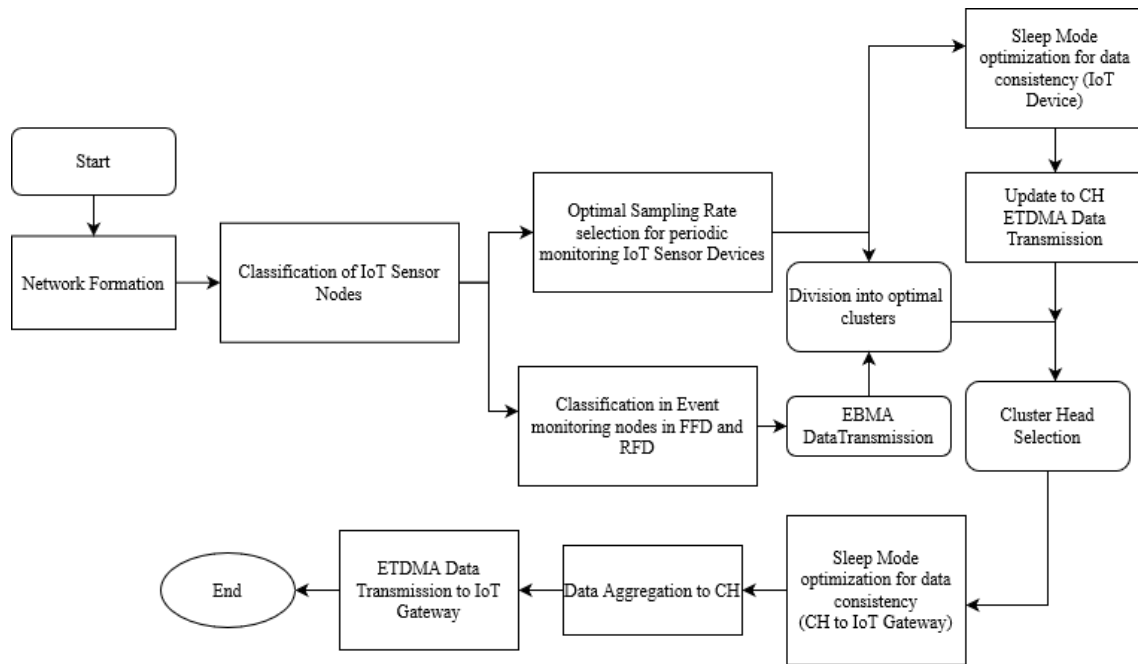 Start
Network Formation
Classification of IoT Sensor
Nodes
Optimal Sampling Rate
selection for periodic
monitoring IoT Sensor Devices
Classification in Event
monitoring nodes in FFD and
RFD
EBMA
DataTransmission
Division into optimal
clusters
Sleep Mode
optimization for data
consistency (IoT
Device)
Update to CH
ETDMA Data
Transmission
Cluster Head
Selection
Sleep Mode
optimization for data
consistency
(CH to IoT Gateway)
Data Aggregation to CH
ETDMA Data
Transmission to IoT
Gateway
End